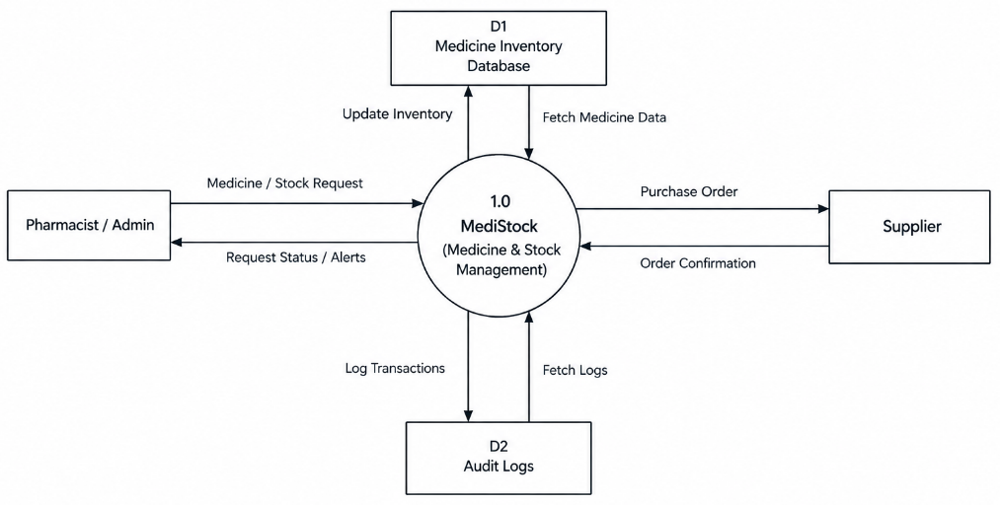 D1
Medicine Inventory
Database
Update Inventory
Fetch Medicine Data
Medicine / Stock Request
Pharmacist / Admin
Request Status / Alerts
1.0
MediStock
(Medicine & Stock
Management)
Purchase Order
Supplier
Order Confirmation
Log Transactions
Fetch Logs
D2
Audit Logs